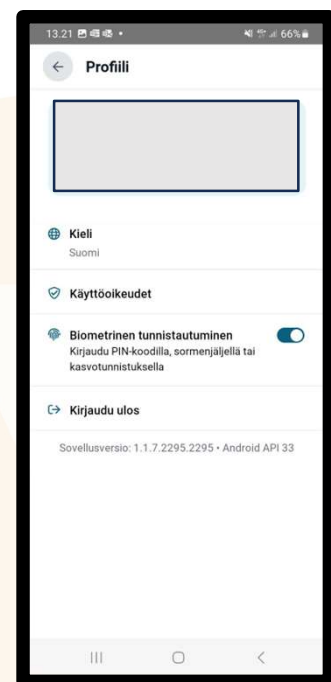 13.21 66%
Profiili
Kieli
Suomi
Käyttöoikeudet
Biometrinen tunnistautuminen
Kirjaudu PIN-koodilla, sormenjäljellä tai
kasvotunnistuksella
Kirjaudu ulos
Sovellusversio: 1.1.7.2295.2295 • Android API 33